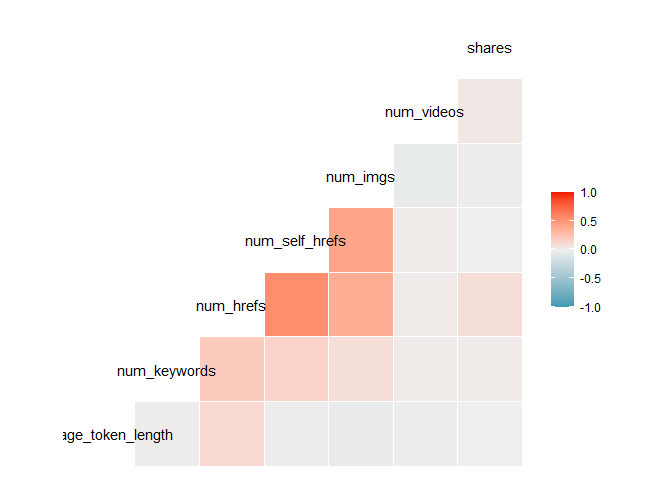 shares
num_videos
num_imgs
num_self_hrefs
num_hrefs
num_keywords
age_token_length
1.0
0.5
0.0
-0.5
-1.0